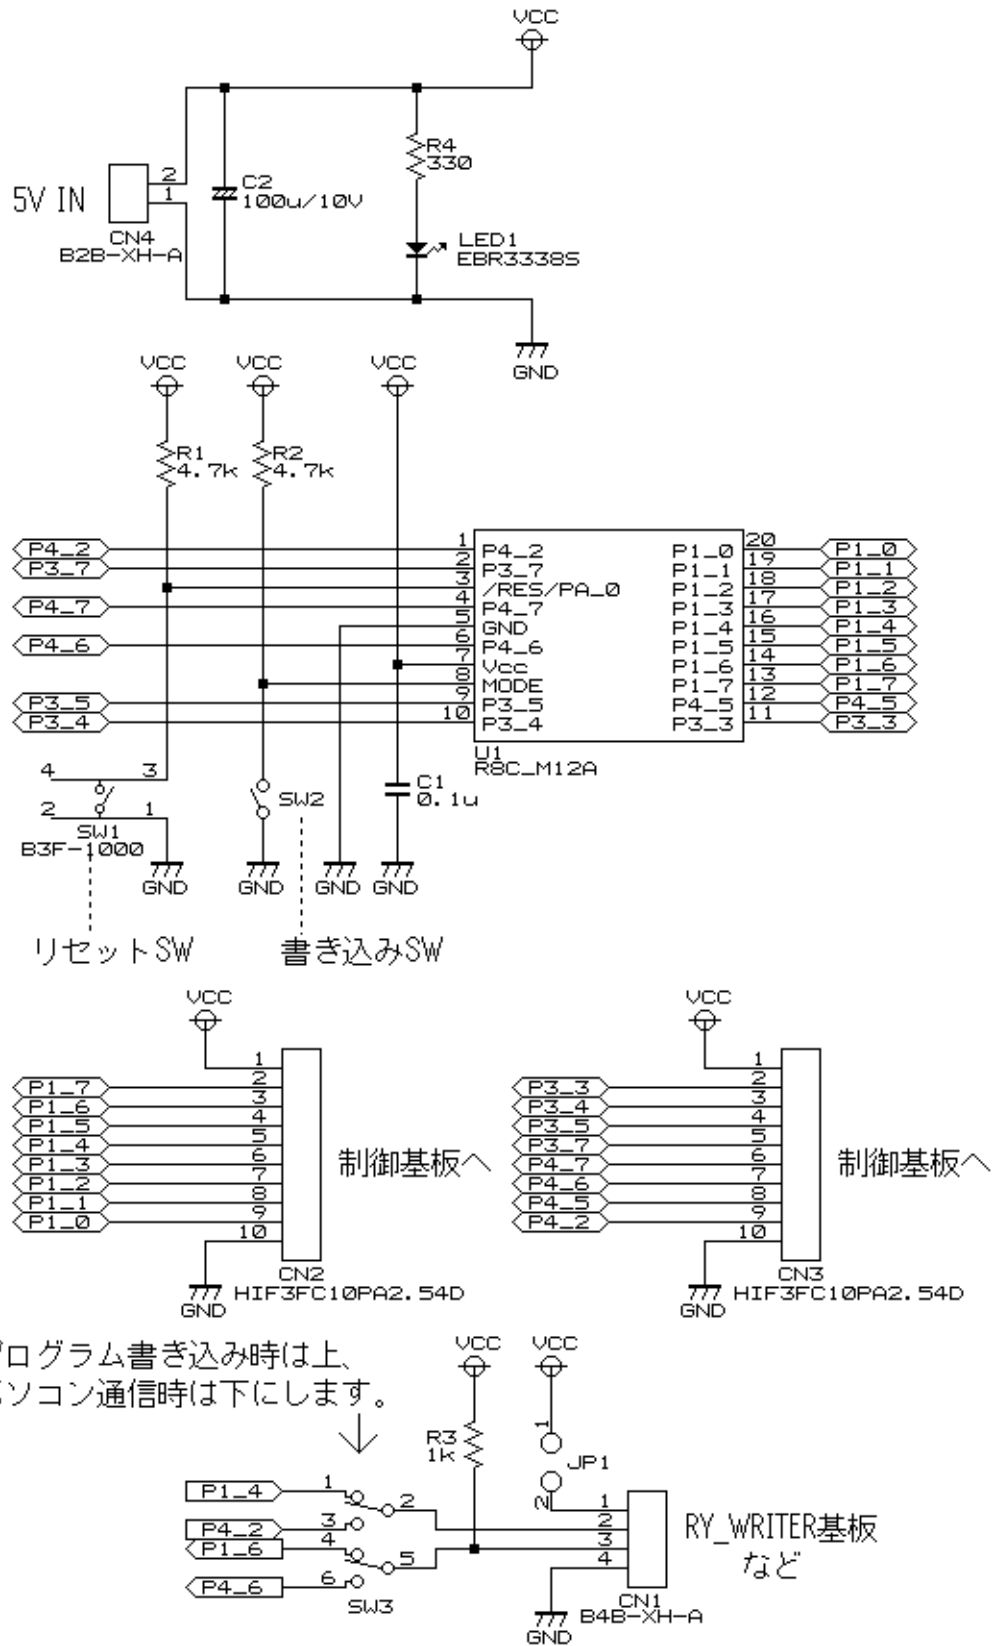 VCC
R4
330
2
1
5V IN
C2
100u/10V
CN4
B2B-XH-A
LED1
EBR3338S
GND
VCC VCC VCC
R1
4.7k
R2
4.7k
P4_2 1 P4_2 P1_0 20 P1_0
P3_7 2 P3_7 P1_1 19 P1_1
3 /RES/PA_0 P1_2 18 P1_2
P4_7 4 P4_7 P1_3 17 P1_3
5 GND P1_4 16 P1_4
P4_6 6 P4_6 P1_5 15 P1_5
7 Vcc P1_6 14 P1_6
8 MODE P1_7 13 P1_7
P3_5 9 P3_5 P4_5 12 P4_5
P3_4 10 P3_4 P3_3 11 P3_3
U1
R8C_M12A
4 3
2 1
SW1
B3F-1000
SW2
C1
0.1u
GND GND GND GND
リセットSW 書き込みSW
VCC VCC
1 1
P1_7 2 P3_3 2
P1_6 3 P3_4 3
P1_5 4 P3_5 4
P1_4 5 P3_7 5
P1_3 6 制御基板へ P4_7 6 制御基板へ
P1_2 7 P4_6 7
P1_1 8 P4_5 8
P1_0 9 P4_2 9
10 10
CN2 CN3
GND HIF3FC10PA2.54D GND HIF3FC10PA2.54D
ログラム書き込み時は上、
ソコン通信時は下にします。
VCC VCC
R3
1k
1
JP1
2
P1_4 1 2
P4_2 3
P1_6 4 5
P4_6 6
SW3
1
2
3
4
RY_WRITER基板
など
CN1
B4B-XH-A
GND